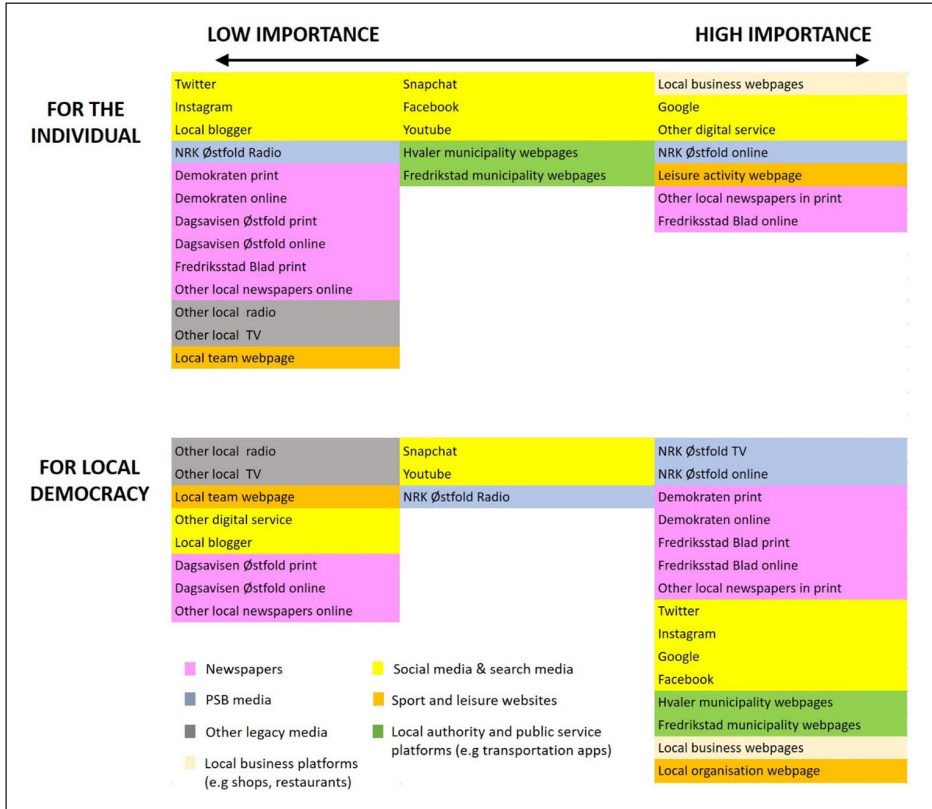 LOW IMPORTANCE
HIGH IMPORTANCE
FOR THE
INDIVIDUAL
Twitter
Instagram
Local blogger
NRK Østfold Radio
Demokraten print
Demokraten online
Dagsavisen Østfold print
Dagsavisen Østfold online
Fredriksstad Blad print
Other local newspapers online
Other local radio
Other local TV
Local team webpage
Snapchat
Facebook
Youtube
Hvaler municipality webpages
Fredrikstad municipality webpages
Local business webpages
Google
Other digital service
NRK Østfold online
Leisure activity webpage
Other local newspapers in print
Fredriksstad Blad online
FOR LOCAL
DEMOCRACY
Other local radio
Other local TV
Local team webpage
Other digital service
Local blogger
Dagsavisen Østfold print
Dagsavisen Østfold online
Other local newspapers online
Snapchat
Youtube
NRK Østfold Radio
NRK Østfold TV
NRK Østfold online
Demokraten print
Demokraten online
Fredriksstad Blad print
Fredriksstad Blad online
Other local newspapers in print
Twitter
Instagram
Google
Facebook
Hvaler municipality webpages
Fredrikstad municipality webpages
Local business webpages
Local organisation webpage
Newspapers
PSB media
Other legacy media
Local business platforms
(e.g shops, restaurants)
Social media & search media
Sport and leisure websites
Local authority and public service
platforms (e.g transportation apps)